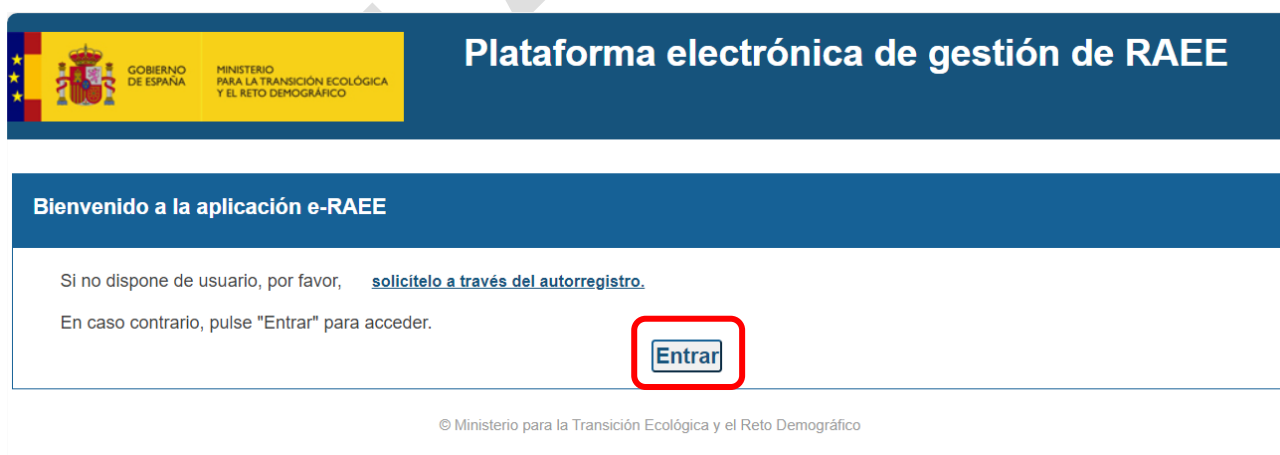 Plataforma electrónica de gestión de RAEE
GOBIERNO
DE ESPAÑA
MINISTERIO
PARA LA TRANSICIÓN ECOLÓGICA
Y EL RETO DEMOGRÁFICO
Bienvenido a la aplicación e-RAEE
Si no dispone de usuario, por favor, solicítelo a través del autorregistro.
En caso contrario, pulse "Entrar" para acceder.
Entrar
© Ministerio para la Transición Ecológica y el Reto Demográfico